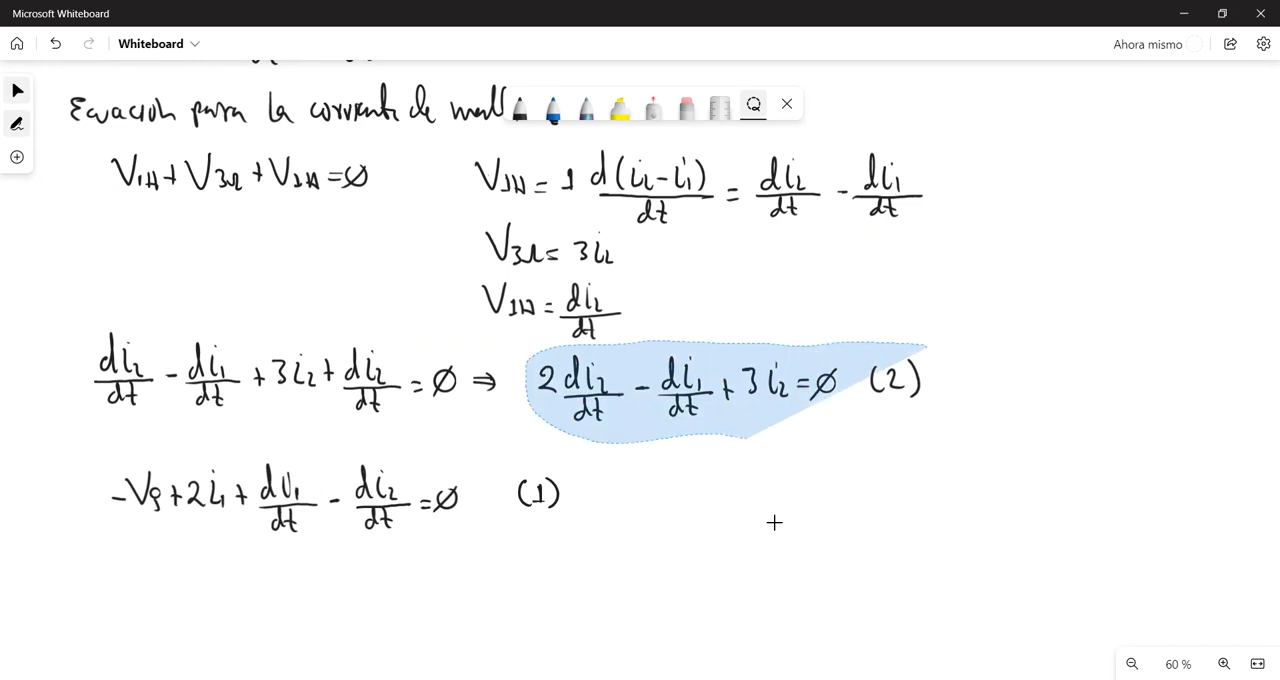 Microsoft Whiteboard
Whiteboard
Ahora mismo
Ecuación para la corriente de mall
V1H + V3Ω + V1H = ∅
V1H = 1 d(i2 - i1)/dt = di2/dt - di1/dt
V3Ω = 3i2
V1H = di2/dt
di2/dt - di1/dt + 3i2 + di2/dt = ∅ ⇒ 2 di2/dt - di1/dt + 3i2 = ∅ (2)
-Vg + 2i1 + di1/dt - di2/dt = ∅ (1)
60 %